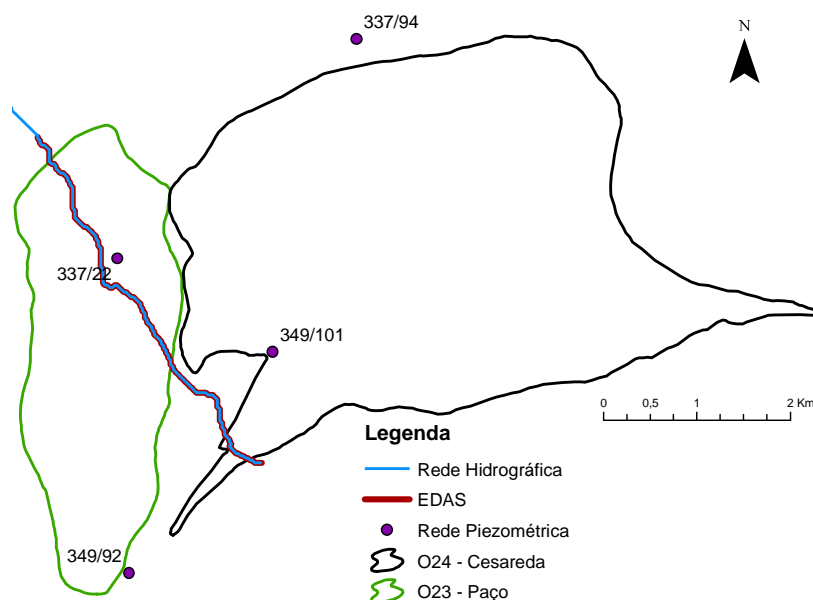 337/94
N
337/22
349/101
0 0,5 1 2 Km
Legenda
Rede Hidrográfica
EDAS
Rede Piezométrica
349/92
O24 - Cesareda
O23 - Paço